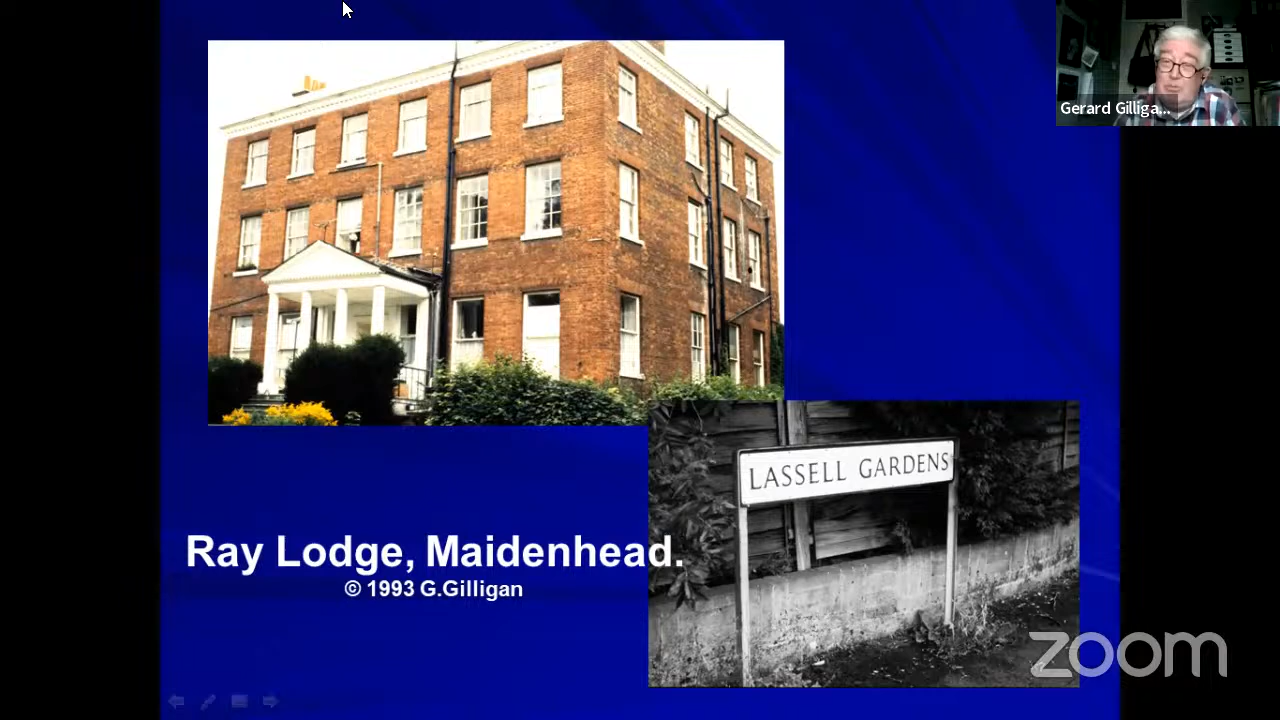 Gerard Gilliga...
LASSELL GARDENS
Ray Lodge, Maidenhead.
© 1993 G.Gilligan
zoom